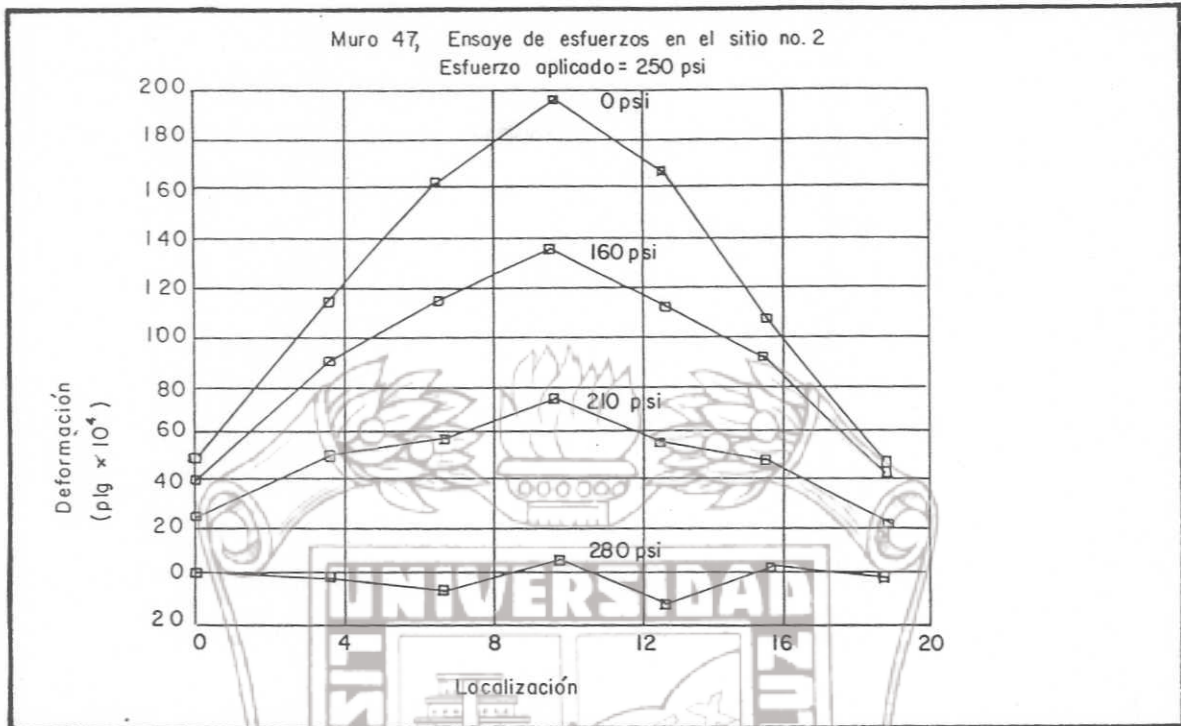 Muro 47, Ensaye de esfuerzos en el sitio no. 2
Esfuerzo aplicado = 250 psi
200
180
160
140
120
100
80
60
40
20
0
20
0 psi
160 psi
210 psi
280 psi
Deformación
(plg × 10⁴)
0
4
8
12
16
20
Localización
UNIVERSIDAD